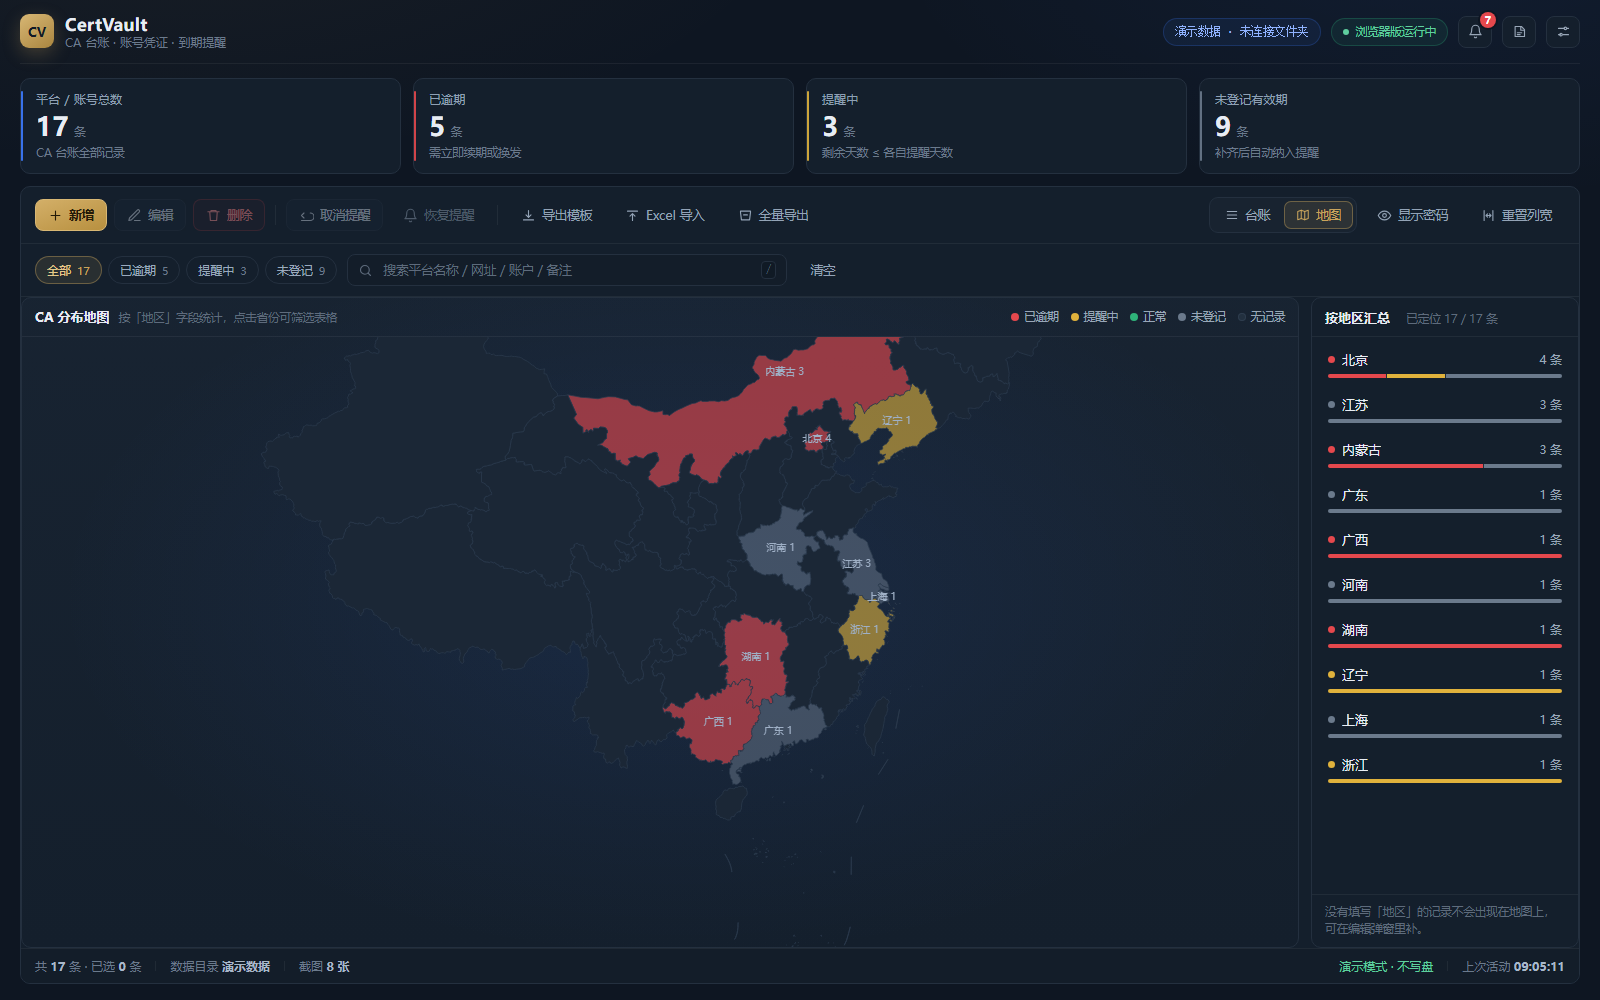 CV
CertVault
CA 台账 · 账号凭证 · 到期提醒
演示数据 · 未连接文件夹
浏览器版运行中
7
平台 / 账号总数
17 条
CA 台账全部记录
已逾期
5 条
需立即续期或换发
提醒中
3 条
剩余天数 ≤ 各自提醒天数
未登记有效期
9 条
补齐后自动纳入提醒
新增
编辑
删除
取消提醒
恢复提醒
导出模板
Excel 导入
全量导出
台账
地图
显示密码
重置列宽
全部 17
已逾期 5
提醒中 3
未登记 9
搜索平台名称 / 网址 / 账户 / 备注
/
清空
CA 分布地图 按「地区」字段统计，点击省份可筛选表格
已逾期
提醒中
正常
未登记
无记录
内蒙古 3
辽宁 1
北京 4
河南 1
江苏 3
上海 1
浙江 1
湖南 1
广西 1
广东 1
按地区汇总 已定位 17 / 17 条
北京 4 条
江苏 3 条
内蒙古 3 条
广东 1 条
广西 1 条
河南 1 条
湖南 1 条
辽宁 1 条
上海 1 条
浙江 1 条
没有填写「地区」的记录不会出现在地图上，
可在编辑弹窗里补。
共 17 条 · 已选 0 条
数据目录 演示数据
截图 8 张
演示模式 · 不写盘
上次活动 09:05:11